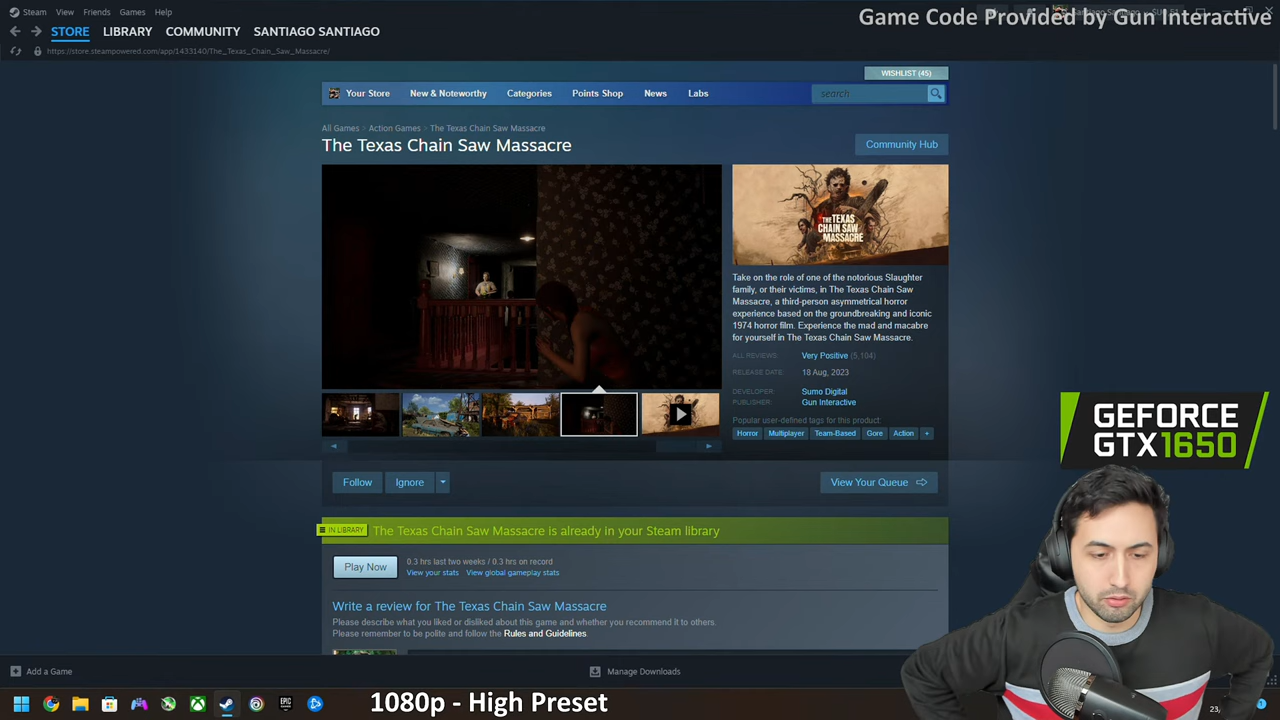 Steam View Friends Games Help
Game Code Provided by Gun Interactive
STORE LIBRARY COMMUNITY SANTIAGO SANTIAGO
https://store.steampowered.com/app/1433140/The_Texas_Chain_Saw_Massacre/
WISHLIST (45)
Your Store New & Noteworthy Categories Points Shop News Labs search
All Games > Action Games > The Texas Chain Saw Massacre
The Texas Chain Saw Massacre
Community Hub
THE TEXAS
CHAIN SAW
MASSACRE
Take on the role of one of the notorious Slaughter
family, or their victims, in The Texas Chain Saw
Massacre, a third-person asymmetrical horror
experience based on the groundbreaking and iconic
1974 horror film. Experience the mad and macabre
for yourself in The Texas Chain Saw Massacre.
ALL REVIEWS: Very Positive (5,104)
RELEASE DATE: 18 Aug, 2023
DEVELOPER: Sumo Digital
PUBLISHER: Gun Interactive
Popular user-defined tags for this product:
Horror Multiplayer Team-Based Gore Action +
GEFORCE
GTX1650
Follow Ignore View Your Queue
IN LIBRARY The Texas Chain Saw Massacre is already in your Steam library
Play Now
0.3 hrs last two weeks / 0.3 hrs on record
View your stats View global gameplay stats
Write a review for The Texas Chain Saw Massacre
Please describe what you liked or disliked about this game and whether you recommend it to others.
Please remember to be polite and follow the Rules and Guidelines
Add a Game Manage Downloads
1080p - High Preset